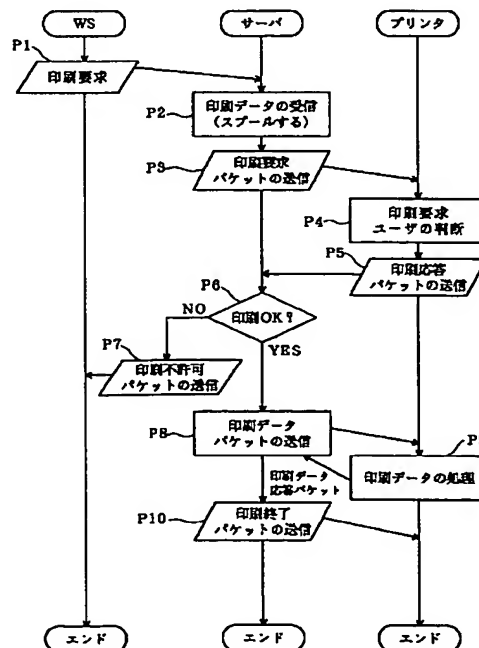 WS
サーバ
プリンタ
P1
印刷要求
P2
印刷データの受信
(スプールする)
P3
印刷要求
パケットの送信
P4
印刷要求
ユーザの判断
P5
印刷応答
パケットの送信
P6
印刷OK?
NO
YES
P7
印刷不許可
パケットの送信
P8
印刷データ
パケットの送信
P
印刷データの処理
印刷データ
応答パケット
P10
印刷終了
パケットの送信
エンド
エンド
エンド